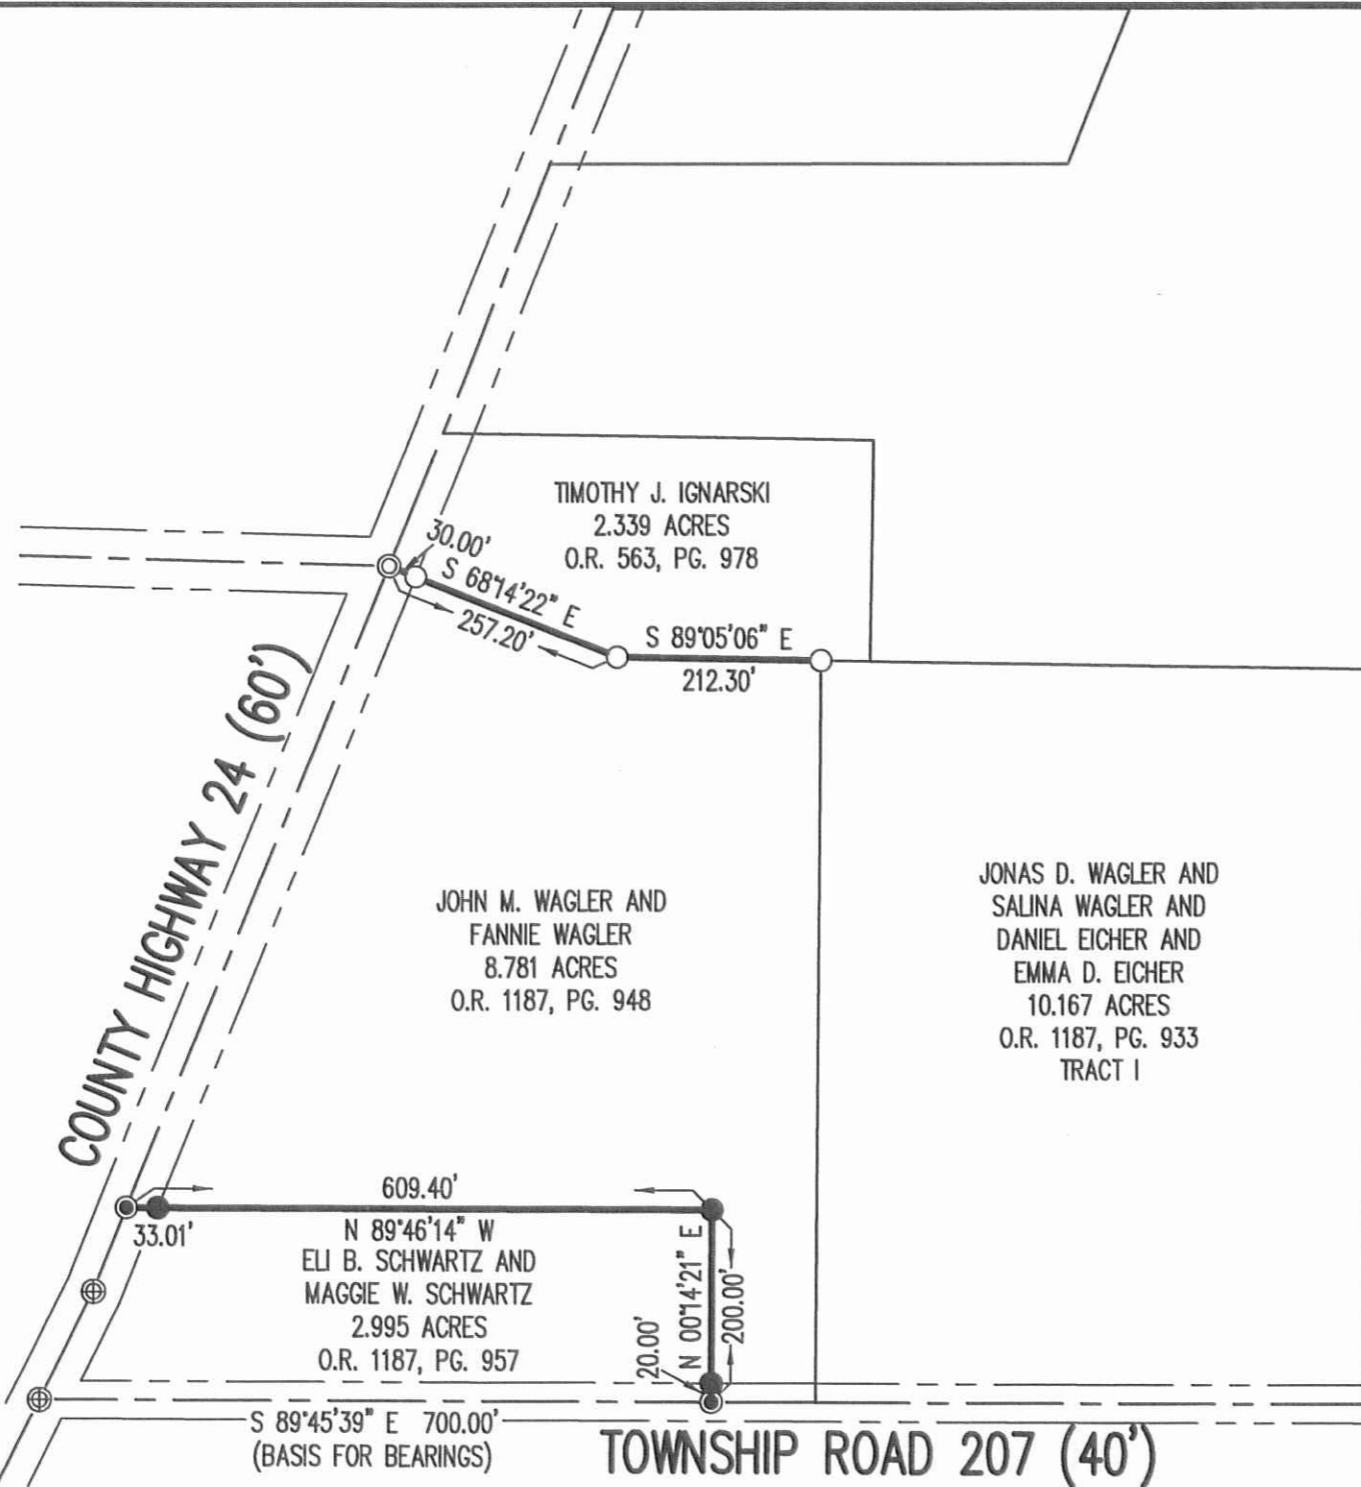 TIMOTHY J. IGNARSKI
2.339 ACRES
O.R. 563, PG. 978
30.00'
S 68°14'22" E
257.20'
S 89°05'06" E
212.30'
COUNTY HIGHWAY 24 (60')
JOHN M. WAGLER AND
FANNIE WAGLER
8.781 ACRES
O.R. 1187, PG. 948
JONAS D. WAGLER AND
SALINA WAGLER AND
DANIEL EICHER AND
EMMA D. EICHER
10.167 ACRES
O.R. 1187, PG. 933
TRACT I
609.40'
33.01'
N 89°46'14" W
ELI B. SCHWARTZ AND
MAGGIE W. SCHWARTZ
2.995 ACRES
O.R. 1187, PG. 957
20.00'
N 00°14'21" E
200.00'
S 89°45'39" E 700.00'
(BASIS FOR BEARINGS)
TOWNSHIP ROAD 207 (40')